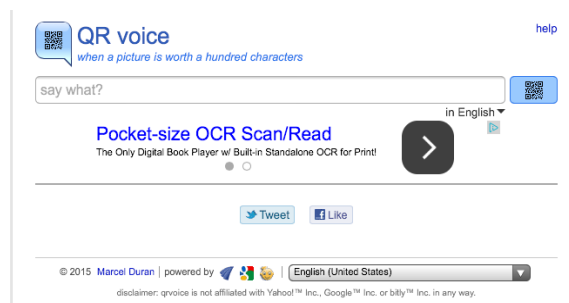 QR voice
help
when a picture is worth a hundred characters
say what?
in English
Pocket-size OCR Scan/Read
The Only Digital Book Player w/ Built-in Standalone OCR for Print!
Tweet
Like
© 2015 Marcel Duran | powered by | English (United States)
disclaimer: qrvoice is not affiliated with Yahoo!™ Inc., Google™ Inc. or bitly™ Inc. in any way.